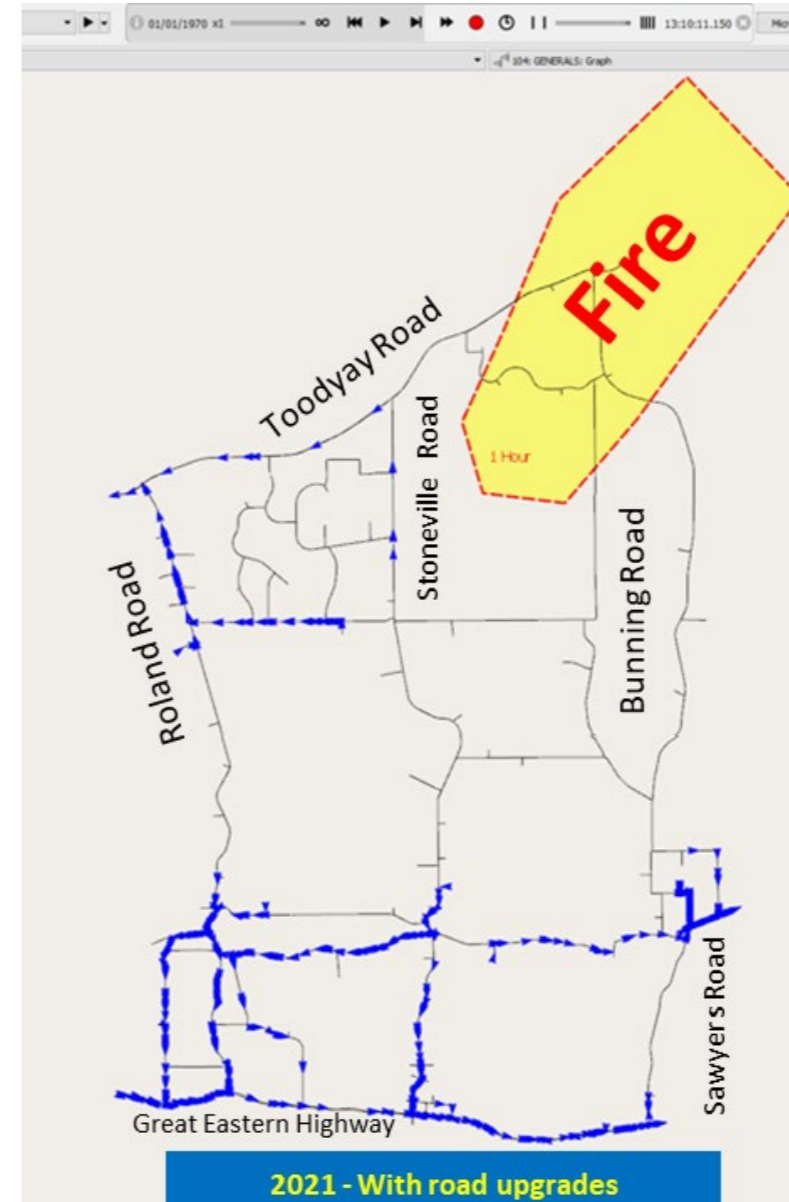 01/01/1970 x1
13:10:11.150
104: GENERALS: Graph
Fire
Toodyay Road
1 Hour
Stoneville Road
Bunning Road
Roland Road
Sawyers Road
Great Eastern Highway
2021 - With road upgrades